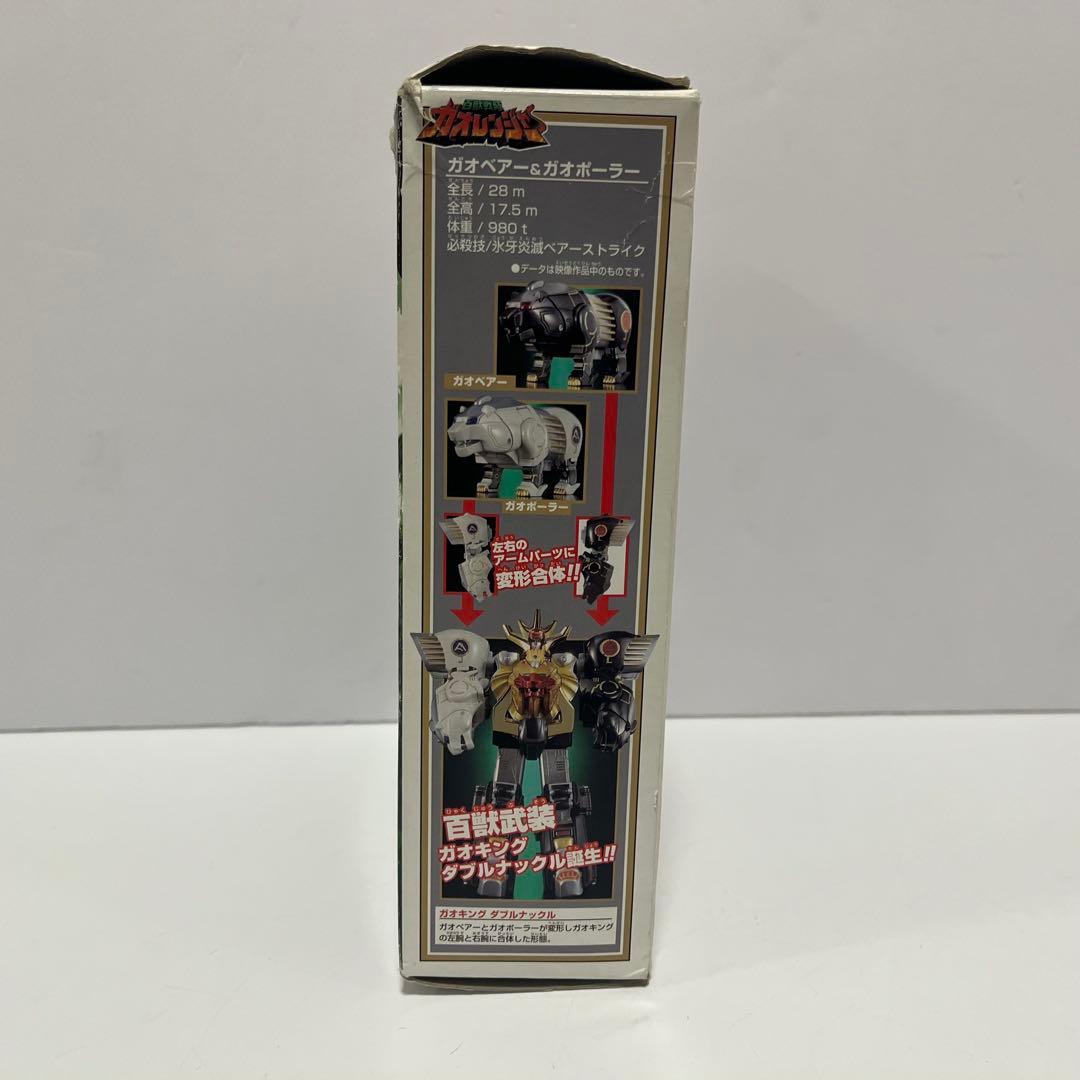 百獣戦隊
ガオレンジャー
ガオベアー&ガオポーラー
全長 / 28 m
全高 / 17.5 m
体重 / 980 t
必殺技/氷牙炎滅ベアーストライク
●データは映像作品中のものです。
ガオベアー
ガオポーラー
左右の
アームパーツに
変形合体!!
百獣武装
ガオキング
ダブルナックル誕生!!
ガオキング ダブルナックル
ガオベアーとガオポーラーが変形しガオキング
の左腕と右腕に合体した形態。